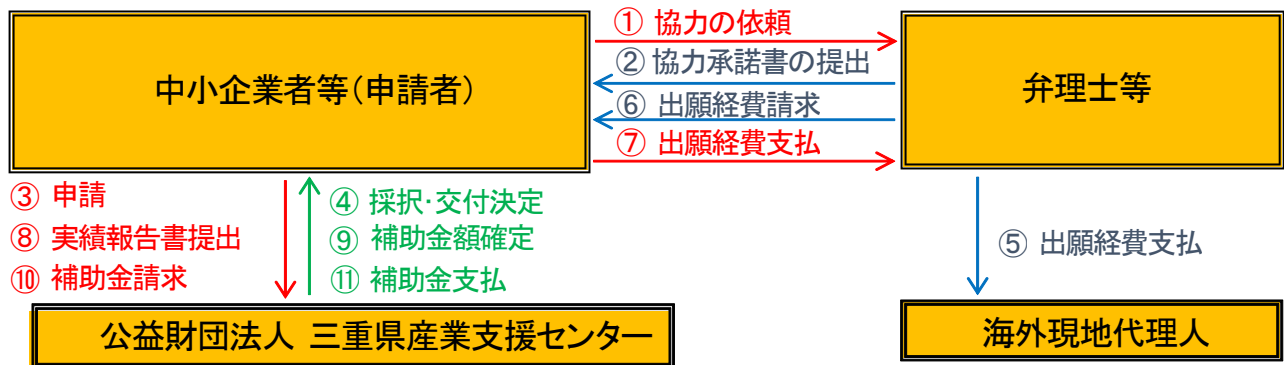 ① 協力の依頼
② 協力承諾書の提出
中小企業者等(申請者)
弁理士等
⑥ 出願経費請求
⑦ 出願経費支払
③ 申請
④ 採択・交付決定
⑧ 実績報告書提出
⑨ 補助金額確定
⑤ 出願経費支払
⑩ 補助金請求
⑪ 補助金支払
公益財団法人 三重県産業支援センター
海外現地代理人